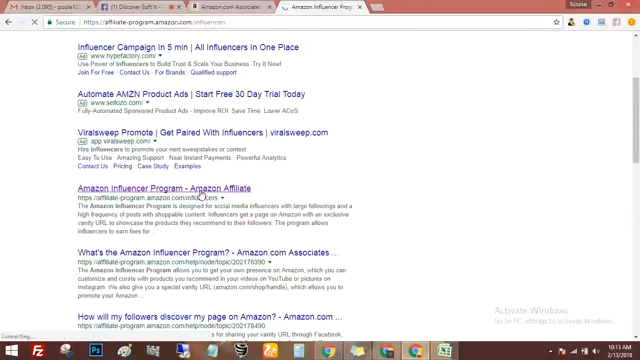 Inbox (2,095) - poola1
Discover Soft It -
Amazon.com Associates
Amazon Influencer Prog
Tutorial
Secure
https://affiliate-program.amazon.com/influencers
Influencer Campaign In 5 min | All Influencers In One Place
Ad www.hypefactory.com/
Use Power of Influencers to Build Trust & Scale Your Business. Try It Now!
Join For Free · Contact Us · For Brands · Qualified support
Automate AMZN Product Ads | Start Free 30 Day Trial Today
Ad www.sellozo.com/
Fully-Automated Sponsored Product Ads - Improve ROI. Save Time. Lower ACoS.
Viralsweep Promote | Get Paired With Influencers | viralsweep.com
Ad app.viralsweep.com/
Hire influencers to promote your next sweepstakes or contest.
Easy To Use · Amazing Support · Near Instant Payments · Powerful Analytics
Contact Us · Pricing · Case Study · Examples
Amazon Influencer Program - Amazon Affiliate
https://affiliate-program.amazon.com/influencers
The Amazon Influencer Program is designed for social media influencers with large followings and a
high frequency of posts with shoppable content. Influencers get a page on Amazon with an exclusive
vanity URL to showcase the products they recommend to their followers. The program allows
influencers to earn fees for ...
What's the Amazon Influencer Program? - Amazon.com Associates ...
https://affiliate-program.amazon.com/help/node/topic/202178390
The Amazon Influencer Program allows you to get your own presence on Amazon, which you can
customize and curate with products you recommend in your videos on YouTube or pictures on
Instagram. We also give you a special vanity URL (amazon.com/shop/handle), which allows you to
promote your Amazon ...
How will my followers discover my page on Amazon? - Amazon.com ...
https://affiliate-program.amazon.com/help/node/topic/202178490
of sharing your vanity URL through Facebook,
Connecting...
Activate Windows
Go to PC settings to activate Windows.
10:13 AM
2/13/2018